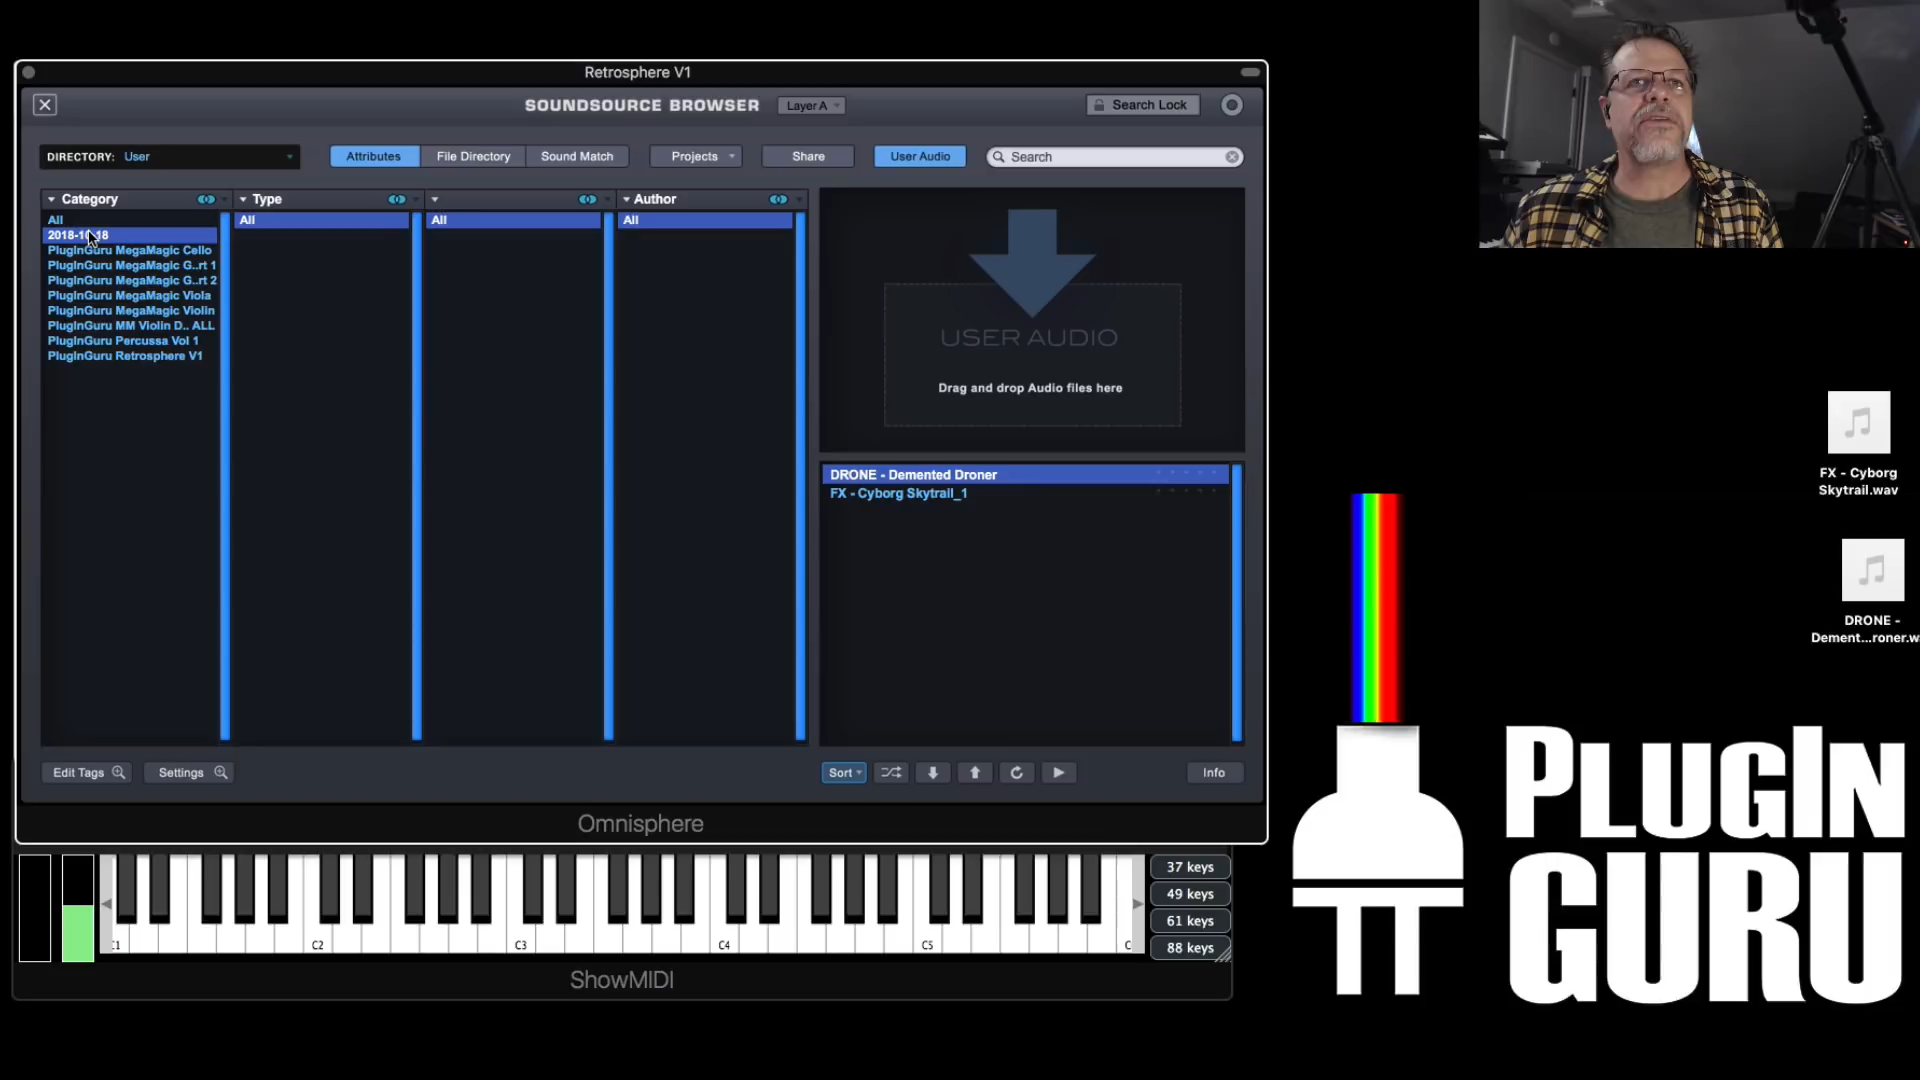 Retrosphere V1
SOUNDSOURCE BROWSER
Layer A
Search Lock
DIRECTORY: User
Attributes
File Directory
Sound Match
Projects
Share
User Audio
Search
Category
Type
Author
All
All
All
All
2018-10-18
PlugInGuru MegaMagic Cello
PlugInGuru MegaMagic G..rt 1
PlugInGuru MegaMagic G..rt 2
PlugInGuru MegaMagic Viola
PlugInGuru MegaMagic Violin
PlugInGuru MM Violin D.. ALL
PlugInGuru Percussa Vol 1
PlugInGuru Retrosphere V1
USER AUDIO
Drag and drop Audio files here
DRONE - Demented Droner
FX - Cyborg Skytrail_1
Edit Tags
Settings
Sort
Info
Omnisphere
C2
C3
C4
C5
37 keys
49 keys
61 keys
88 keys
ShowMIDI
FX - Cyborg
Skytrail.wav
DRONE -
Dement...roner.w
PLUGIN
GURU